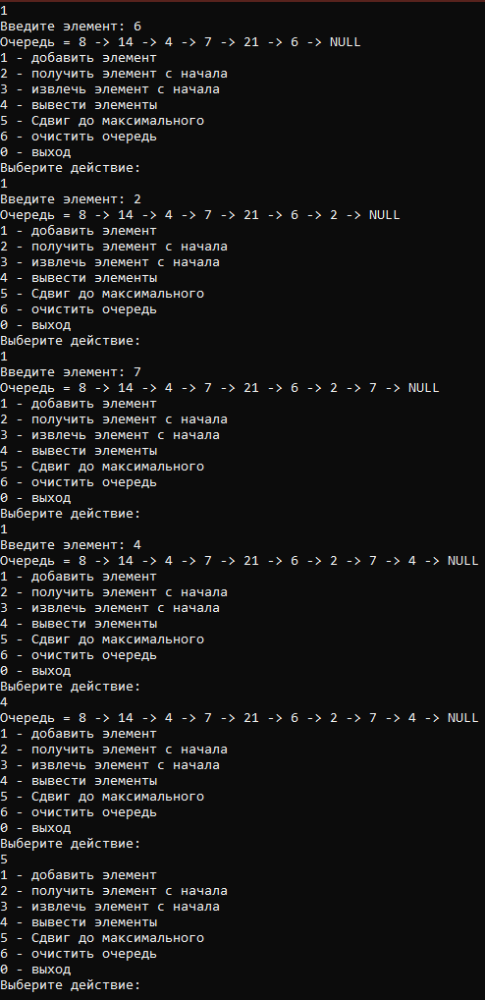 1
Введите элемент: 6
Очередь = 8 -> 14 -> 4 -> 7 -> 21 -> 6 -> NULL
1 - добавить элемент
2 - получить элемент с начала
3 - извлечь элемент с начала
4 - вывести элементы
5 - Сдвиг до максимального
6 - очистить очередь
0 - выход
Выберите действие:
1
Введите элемент: 2
Очередь = 8 -> 14 -> 4 -> 7 -> 21 -> 6 -> 2 -> NULL
1 - добавить элемент
2 - получить элемент с начала
3 - извлечь элемент с начала
4 - вывести элементы
5 - Сдвиг до максимального
6 - очистить очередь
0 - выход
Выберите действие:
1
Введите элемент: 7
Очередь = 8 -> 14 -> 4 -> 7 -> 21 -> 6 -> 2 -> 7 -> NULL
1 - добавить элемент
2 - получить элемент с начала
3 - извлечь элемент с начала
4 - вывести элементы
5 - Сдвиг до максимального
6 - очистить очередь
0 - выход
Выберите действие:
1
Введите элемент: 4
Очередь = 8 -> 14 -> 4 -> 7 -> 21 -> 6 -> 2 -> 7 -> 4 -> NULL
1 - добавить элемент
2 - получить элемент с начала
3 - извлечь элемент с начала
4 - вывести элементы
5 - Сдвиг до максимального
6 - очистить очередь
0 - выход
Выберите действие:
4
Очередь = 8 -> 14 -> 4 -> 7 -> 21 -> 6 -> 2 -> 7 -> 4 -> NULL
1 - добавить элемент
2 - получить элемент с начала
3 - извлечь элемент с начала
4 - вывести элементы
5 - Сдвиг до максимального
6 - очистить очередь
0 - выход
Выберите действие:
5
1 - добавить элемент
2 - получить элемент с начала
3 - извлечь элемент с начала
4 - вывести элементы
5 - Сдвиг до максимального
6 - очистить очередь
0 - выход
Выберите действие: